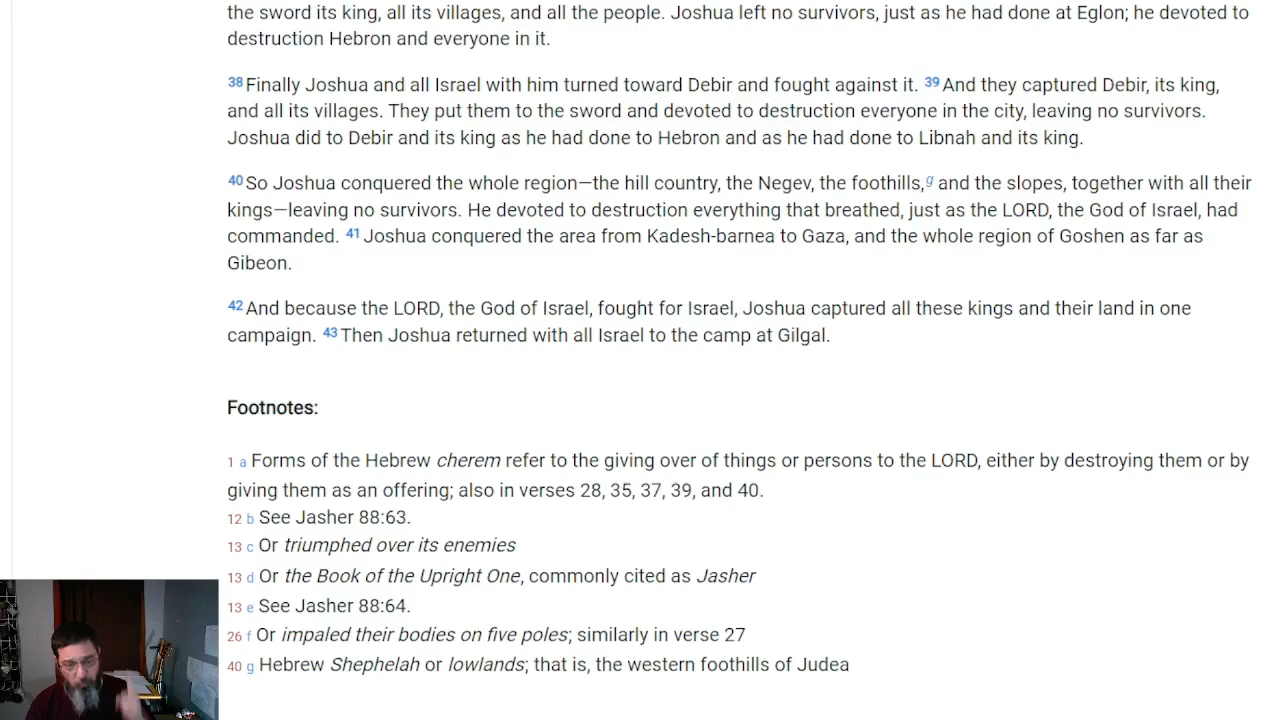 the sword its king, all its villages, and all the people. Joshua left no survivors, just as he had done at Eglon; he devoted to
destruction Hebron and everyone in it.
38 Finally Joshua and all Israel with him turned toward Debir and fought against it. 39 And they captured Debir, its king,
and all its villages. They put them to the sword and devoted to destruction everyone in the city, leaving no survivors.
Joshua did to Debir and its king as he had done to Hebron and as he had done to Libnah and its king.
40 So Joshua conquered the whole region—the hill country, the Negev, the foothills,g and the slopes, together with all their
kings—leaving no survivors. He devoted to destruction everything that breathed, just as the LORD, the God of Israel, had
commanded. 41 Joshua conquered the area from Kadesh-barnea to Gaza, and the whole region of Goshen as far as
Gibeon.
42 And because the LORD, the God of Israel, fought for Israel, Joshua captured all these kings and their land in one
campaign. 43 Then Joshua returned with all Israel to the camp at Gilgal.
Footnotes:
1 a Forms of the Hebrew cherem refer to the giving over of things or persons to the LORD, either by destroying them or by
giving them as an offering; also in verses 28, 35, 37, 39, and 40.
12 b See Jasher 88:63.
13 c Or triumphed over its enemies
13 d Or the Book of the Upright One, commonly cited as Jasher
13 e See Jasher 88:64.
26 f Or impaled their bodies on five poles; similarly in verse 27
40 g Hebrew Shephelah or lowlands; that is, the western foothills of Judea